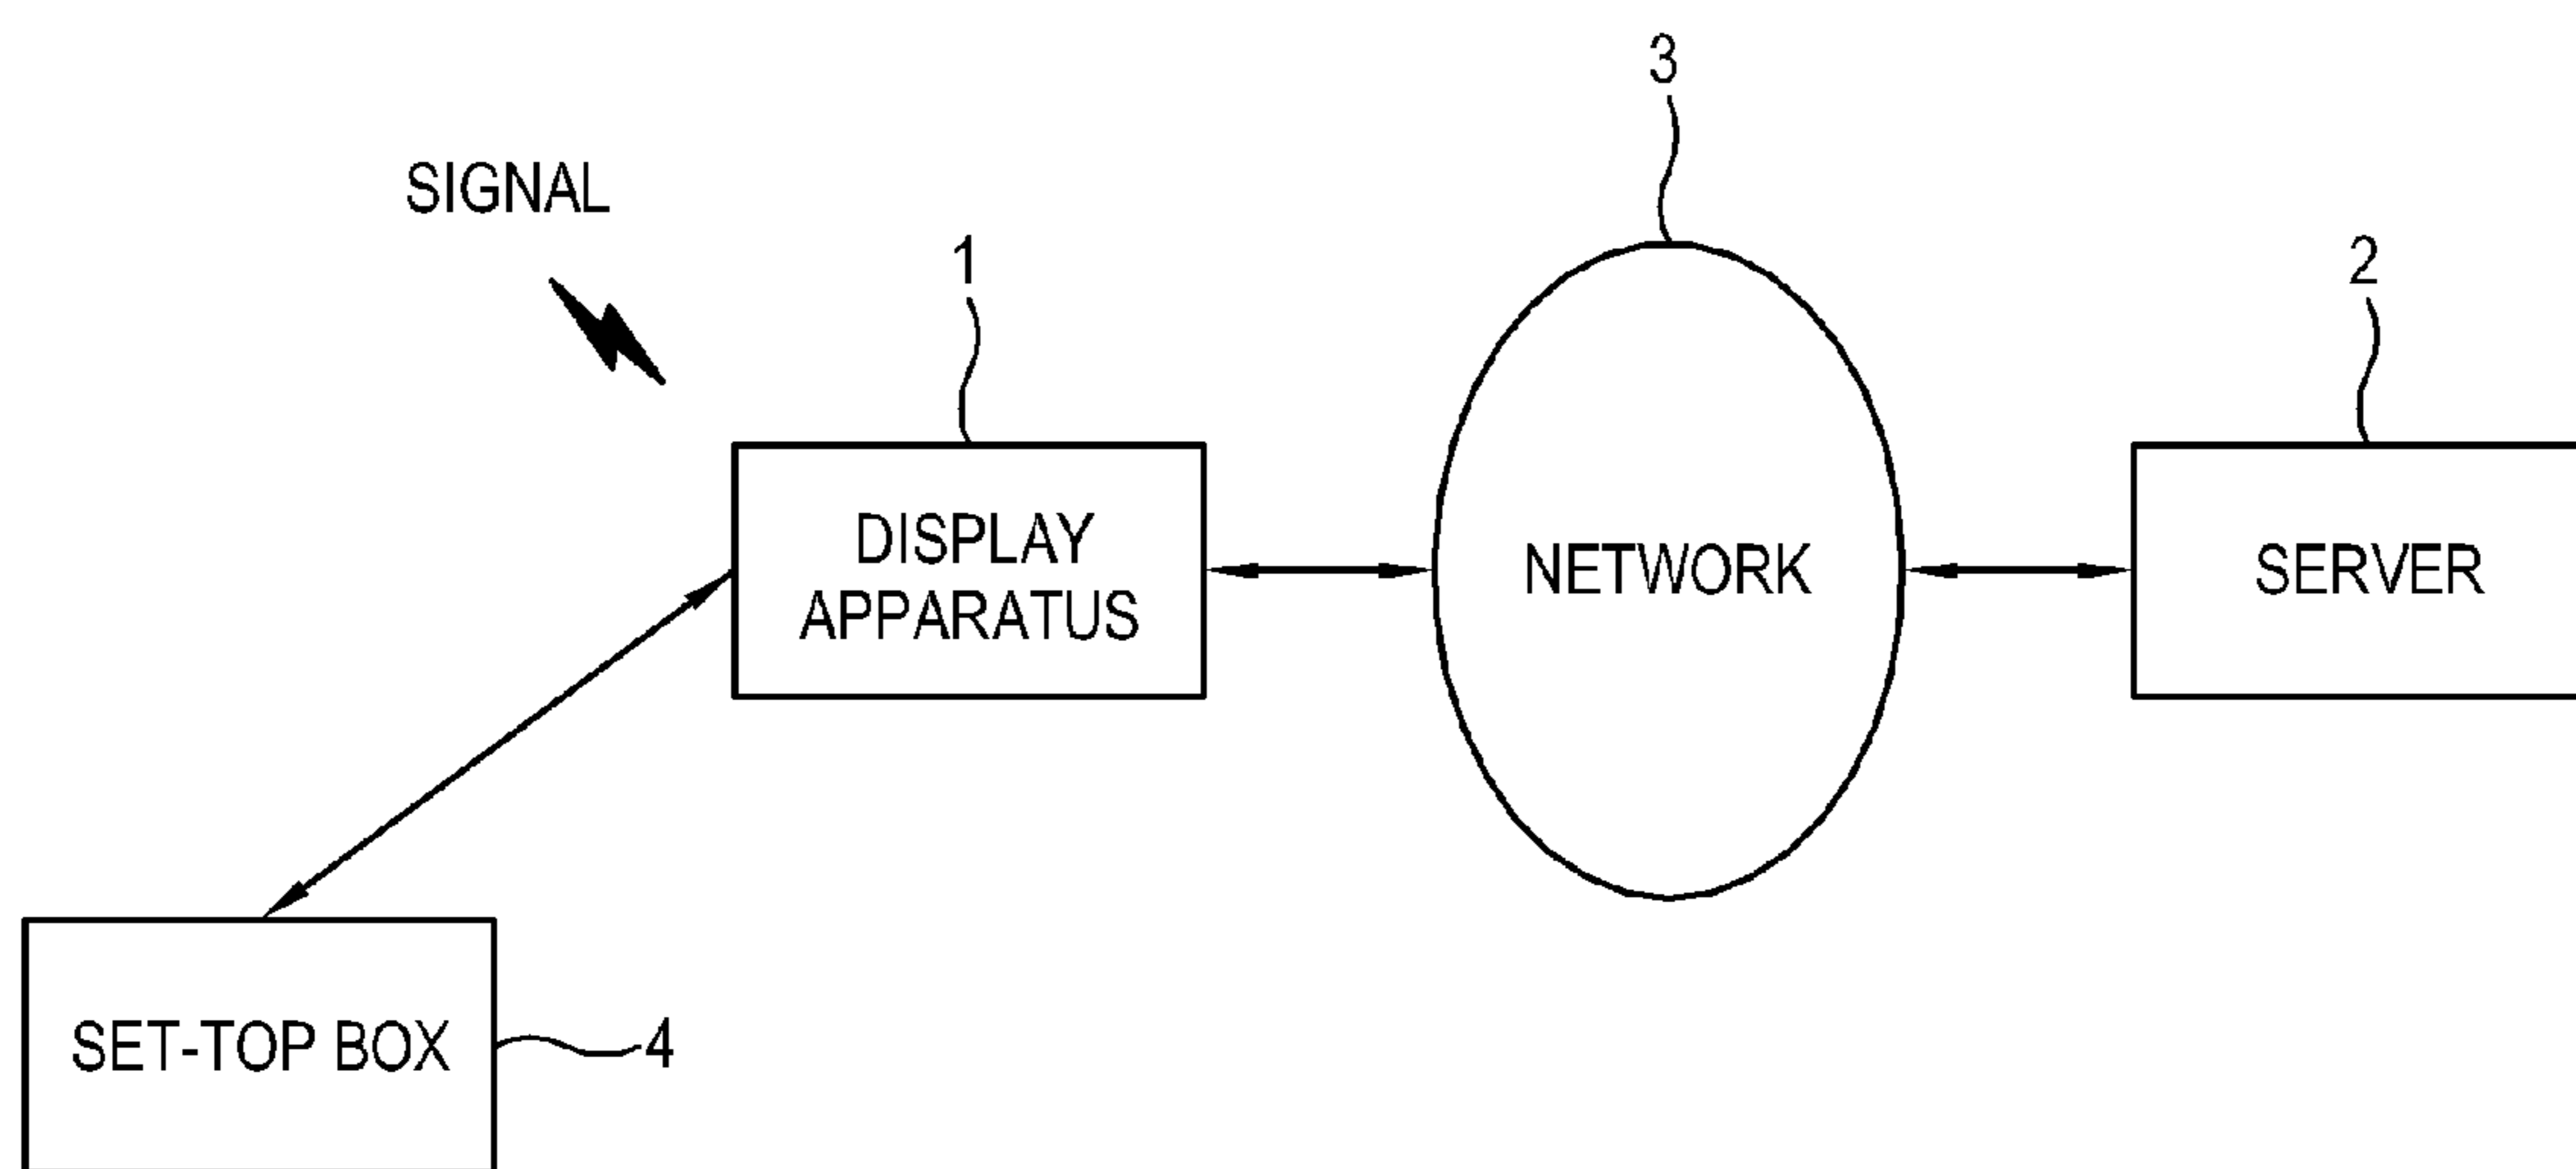 3
SIGNAL
1
2
DISPLAY
APPARATUS
NETWORK
SERVER
SET-TOP BOX
4